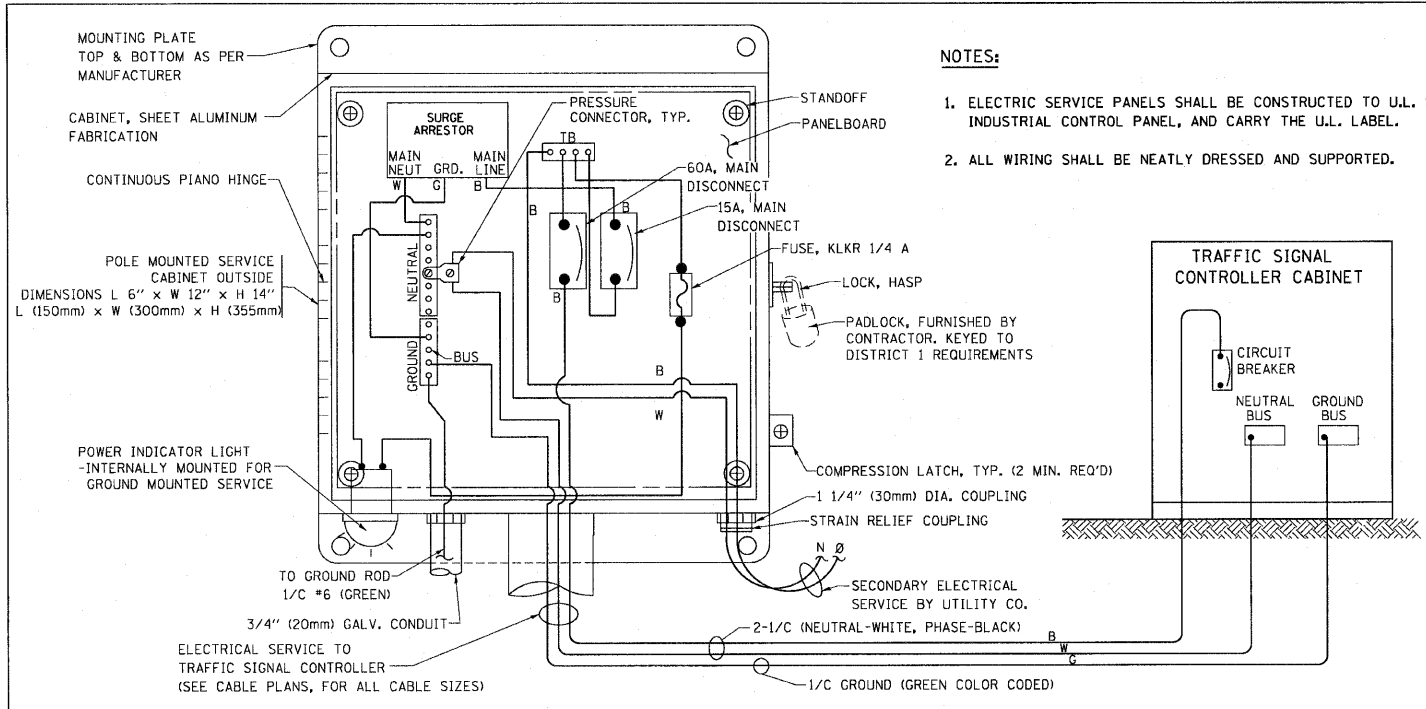 MOUNTING PLATE
TOP & BOTTOM AS PER
MANUFACTURER
CABINET, SHEET ALUMINUM
FABRICATION
CONTINUOUS PIANO HINGE
POLE MOUNTED SERVICE
CABINET OUTSIDE
DIMENSIONS L 6" x W 12" x H 14"
L (150mm) x W (300mm) x H (355mm)
POWER INDICATOR LIGHT
-INTERNALLY MOUNTED FOR
GROUND MOUNTED SERVICE
SURGE
ARRESTOR
MAIN
NEUT
GRD.
MAIN
LINE
W
G
B
PRESSURE
CONNECTOR, TYP.
TB
NEUTRAL
GROUND
BUS
B
B
B
B
W
STANDOFF
PANELBOARD
60A, MAIN
DISCONNECT
15A, MAIN
DISCONNECT
FUSE, KLKR 1/4 A
LOCK, HASP
PADLOCK, FURNISHED BY
CONTRACTOR. KEYED TO
DISTRICT 1 REQUIREMENTS
COMPRESSION LATCH, TYP. (2 MIN. REQ'D)
1 1/4" (30mm) DIA. COUPLING
STRAIN RELIEF COUPLING
N Ø
SECONDARY ELECTRICAL
SERVICE BY UTILITY CO.
TO GROUND ROD
1/C #6 (GREEN)
3/4" (20mm) GALV. CONDUIT
ELECTRICAL SERVICE TO
TRAFFIC SIGNAL CONTROLLER
(SEE CABLE PLANS, FOR ALL CABLE SIZES)
2-1/C (NEUTRAL-WHITE, PHASE-BLACK)
B
W
G
1/C GROUND (GREEN COLOR CODED)
NOTES:
1. ELECTRIC SERVICE PANELS SHALL BE CONSTRUCTED TO U.L.
INDUSTRIAL CONTROL PANEL, AND CARRY THE U.L. LABEL.
2. ALL WIRING SHALL BE NEATLY DRESSED AND SUPPORTED.
TRAFFIC SIGNAL
CONTROLLER CABINET
CIRCUIT
BREAKER
NEUTRAL
BUS
GROUND
BUS